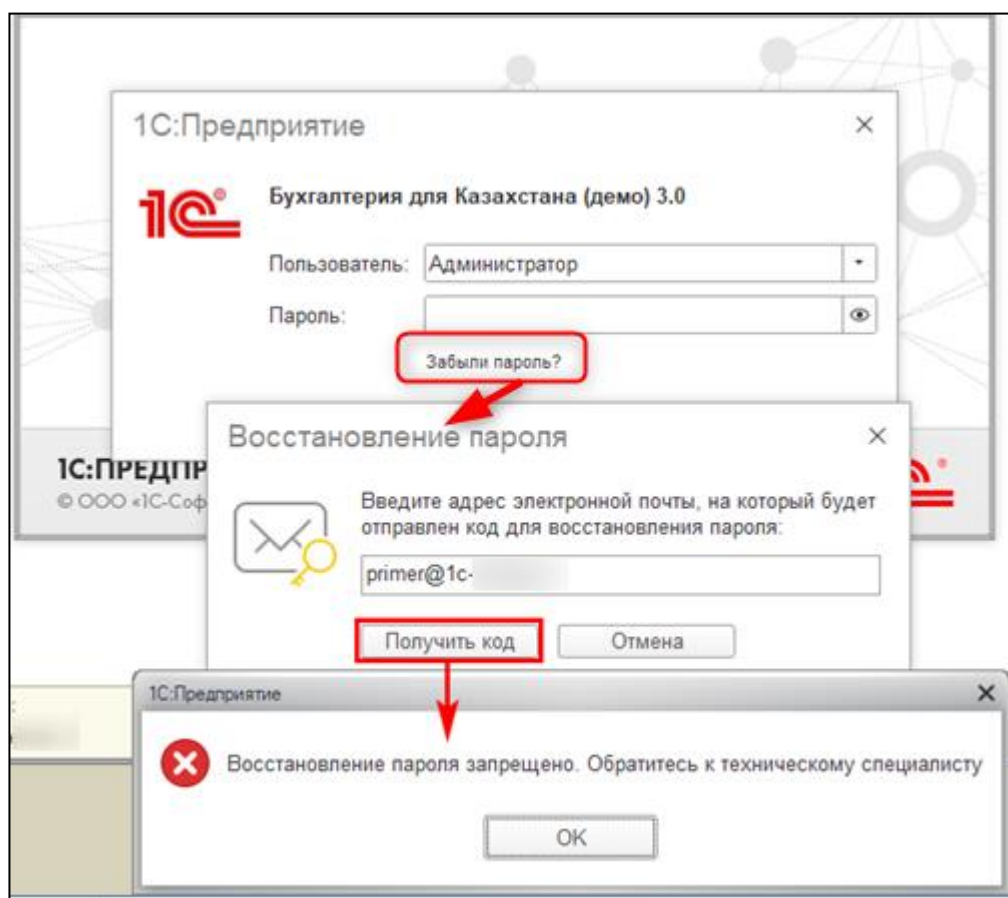 1С:Предприятие
1С®
Бухгалтерия для Казахстана (демо) 3.0
Пользователь: Администратор
Пароль:
Забыли пароль?
Восстановление пароля
1С:ПРЕДПР
© ООО «1С-Соф
Введите адрес электронной почты, на который будет
отправлен код для восстановления пароля:
primer@1c-
Получить код Отмена
1С:Предприятие
Восстановление пароля запрещено. Обратитесь к техническому специалисту
OK